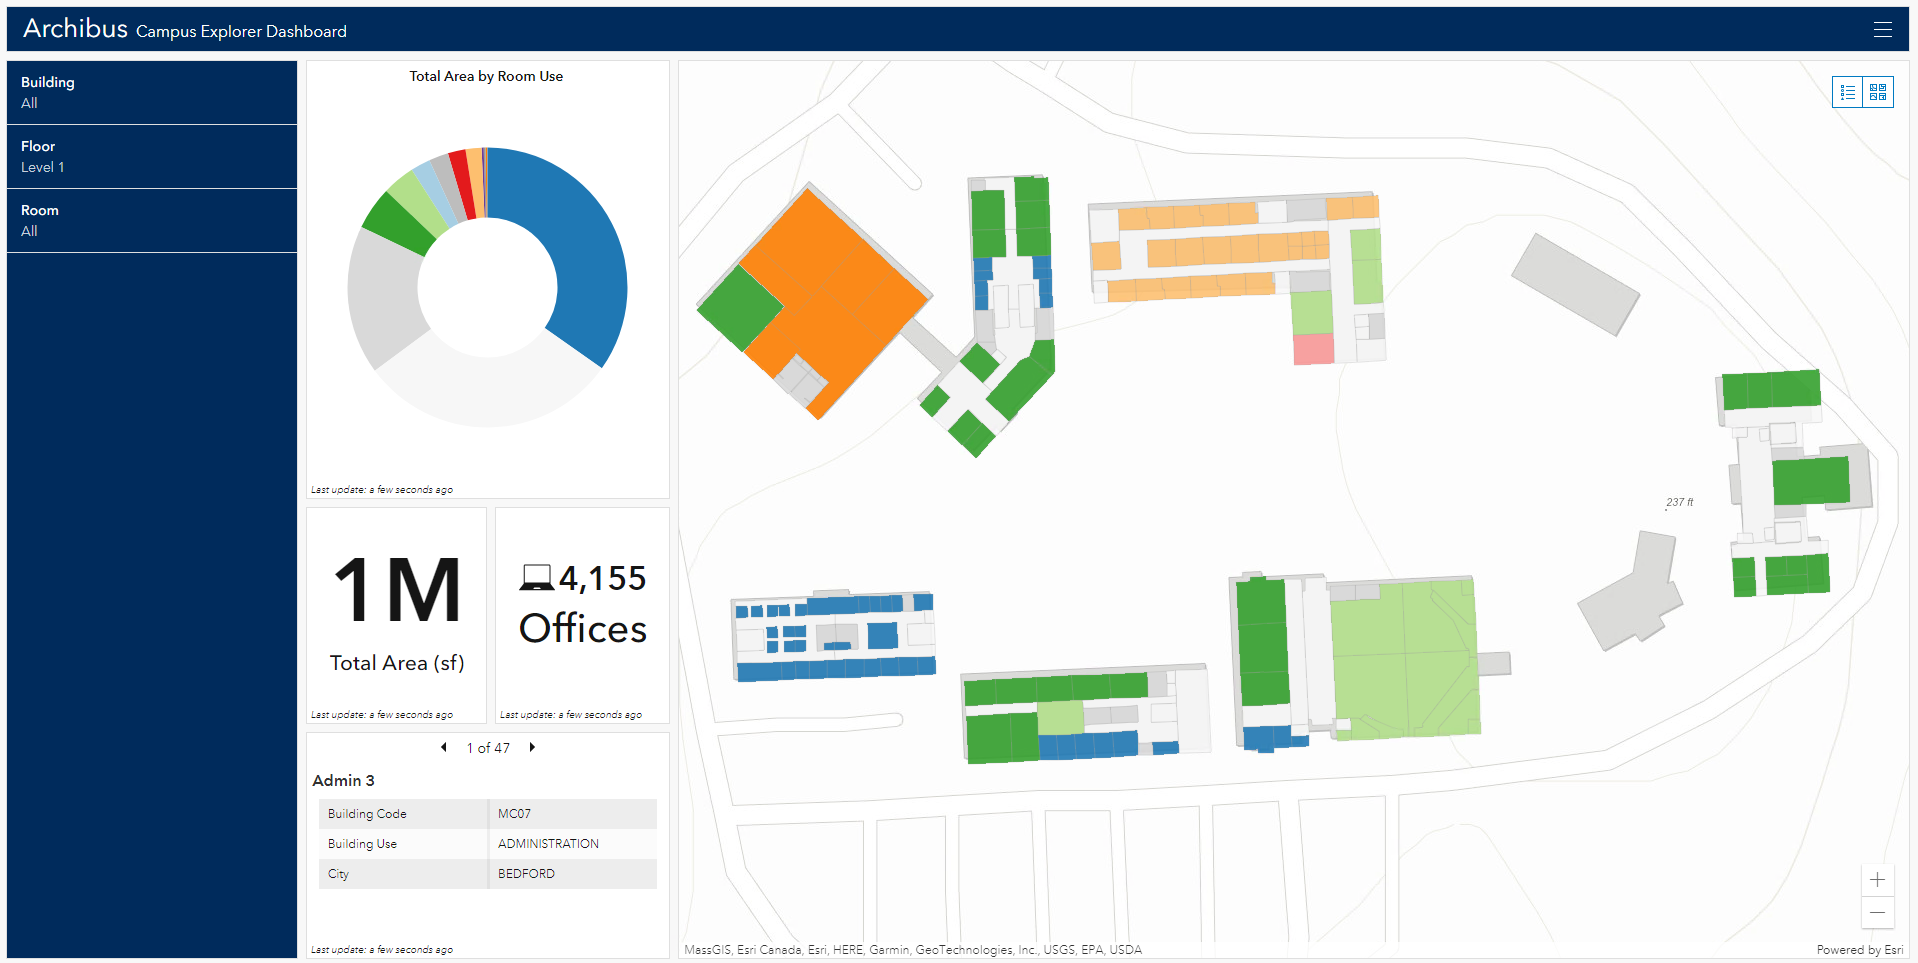 Archibus Campus Explorer Dashboard
Building
All
Floor
Level 1
Room
All
Total Area by Room Use
Last update: a few seconds ago
1M
Total Area (sf)
Last update: a few seconds ago
4,155
Offices
Last update: a few seconds ago
1 of 47
Admin 3
Building Code MC07
Building Use ADMINISTRATION
City BEDFORD
Last update: a few seconds ago
237 ft
MassGIS, Esri Canada, Esri, HERE, Garmin, GeoTechnologies, Inc., USGS, EPA, USDA
Powered by Esri